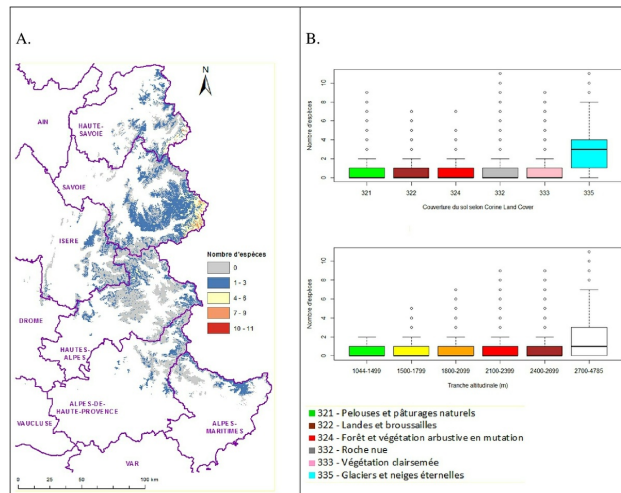 A.
B.
N
AIN
HAUTE-
SAVOIE
SAVOIE
ISERE
DROME
HAUTES-
ALPES
ALPES-DE-
HAUTE-PROVENCE
VAUCLUSE
ALPES-
MARITIMES
VAR
Nombre d'espèces
0
1 - 3
4 - 6
7 - 9
10 - 11
0 25 50 100 km
Nombre d'espèces
0 2 4 6 8 10
321 322 324 332 333 335
Couverture du sol selon Corine Land Cover
Nombre d'espèces
0 2 4 6 8 10
1044-1499 1500-1799 1800-2099 2100-2399 2400-2699 2700-4785
Tranche altitudinale (m)
321 - Pelouses et pâturages naturels
322 - Landes et broussailles
324 - Forêt et végétation arbustive en mutation
332 - Roche nue
333 - Végétation clairsemée
335 - Glaciers et neiges éternelles